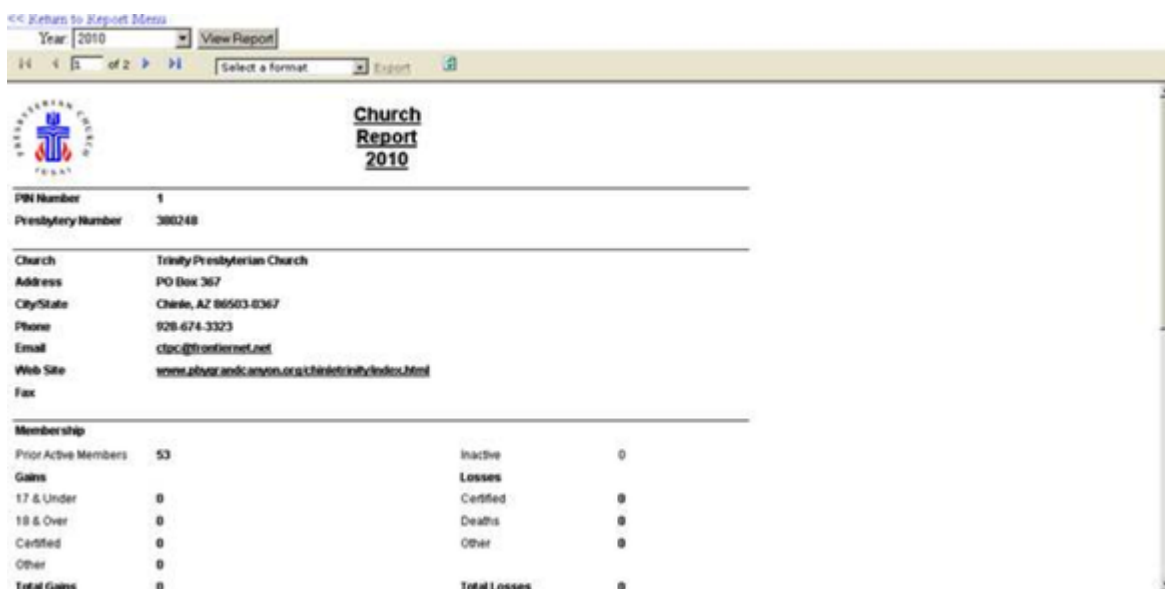 << Return to Report Menu
Year: 2010 View Report
1 of 2 Select a format Export
PRESBYTERIAN CHURCH (U.S.A.)
Church
Report
2010
PIN Number 1
Presbytery Number 380248
Church Trinity Presbyterian Church
Address PO Box 367
City/State Chinle, AZ 86503-0367
Phone 928-674-3323
Email ctpc@frontiernet.net
Web Site www.pbygrandcanyon.org/chinletrinity/index.html
Fax
Membership
Prior Active Members 53 Inactive 0
Gains Losses
17 & Under 0 Certified 0
18 & Over 0 Deaths 0
Certified 0 Other 0
Other 0
Total Gains 0 Total Losses 0